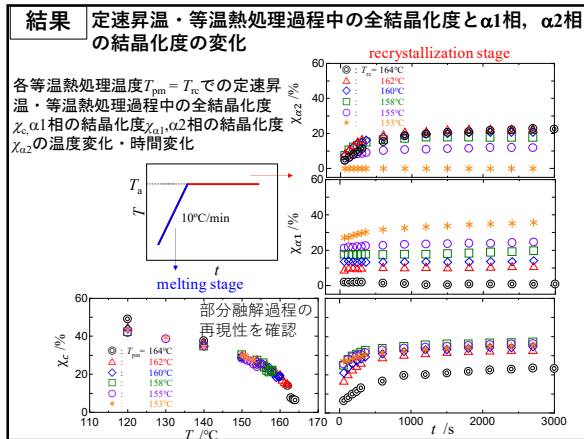 結果
定速昇温・等温熱処理過程中の全結晶化度とα1相，α2相
の結晶化度の変化
recrystallization stage
各等温熱処理温度Tpm = Trcでの定速昇
温・等温熱処理過程中の全結晶化度
χc,α1相の結晶化度χα1,α2相の結晶化度
χα2の温度変化・時間変化
Ta
T
10ºC/min
t
melting stage
χα2 /%
60
40
20
0
: Trc= 164ºC
: 162ºC
: 160ºC
: 158ºC
: 155ºC
: 153ºC
χα1 /%
40
20
0
部分融解過程の
再現性を確認
χc /%
60
40
20
0
: Tpm= 164ºC
: 162ºC
: 160ºC
: 158ºC
: 155ºC
: 153ºC
110 120 130 140 150 160 170
40
20
0
0 1000 2000 3000
t /s